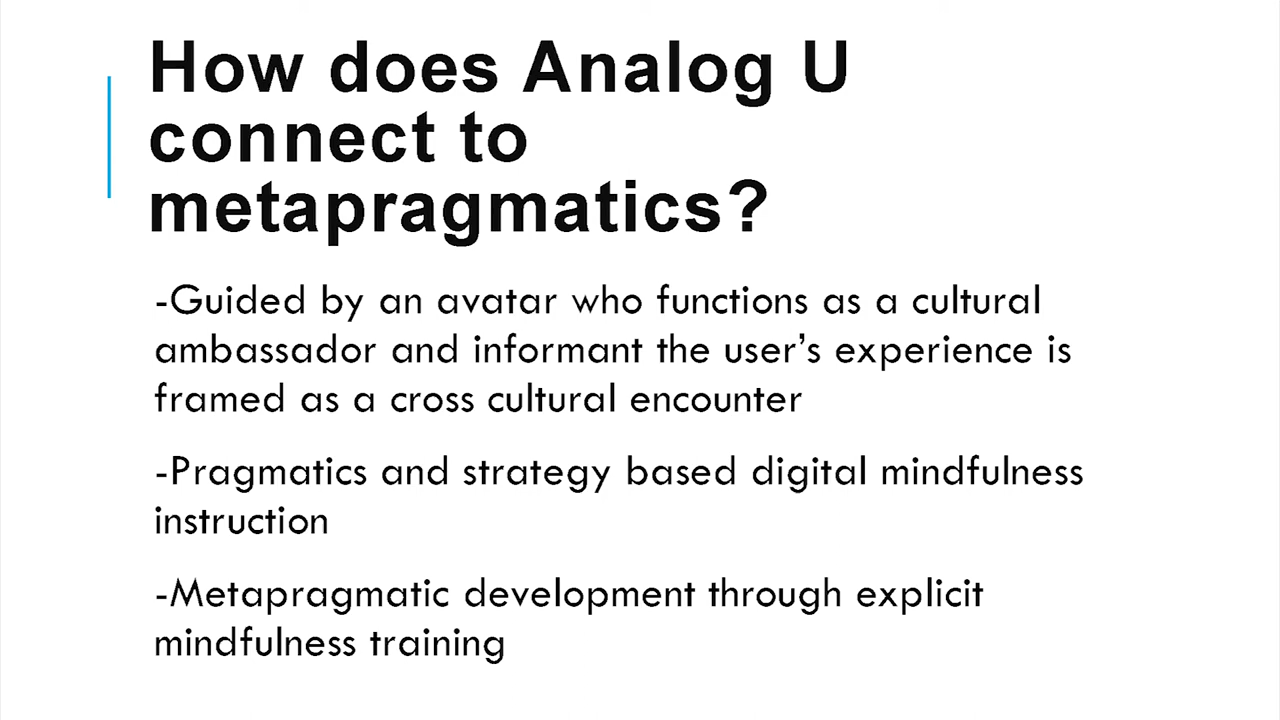 How does Analog U
connect to
metapragmatics?
-Guided by an avatar who functions as a cultural
ambassador and informant the user’s experience is
framed as a cross cultural encounter
-Pragmatics and strategy based digital mindfulness
instruction
-Metapragmatic development through explicit
mindfulness training